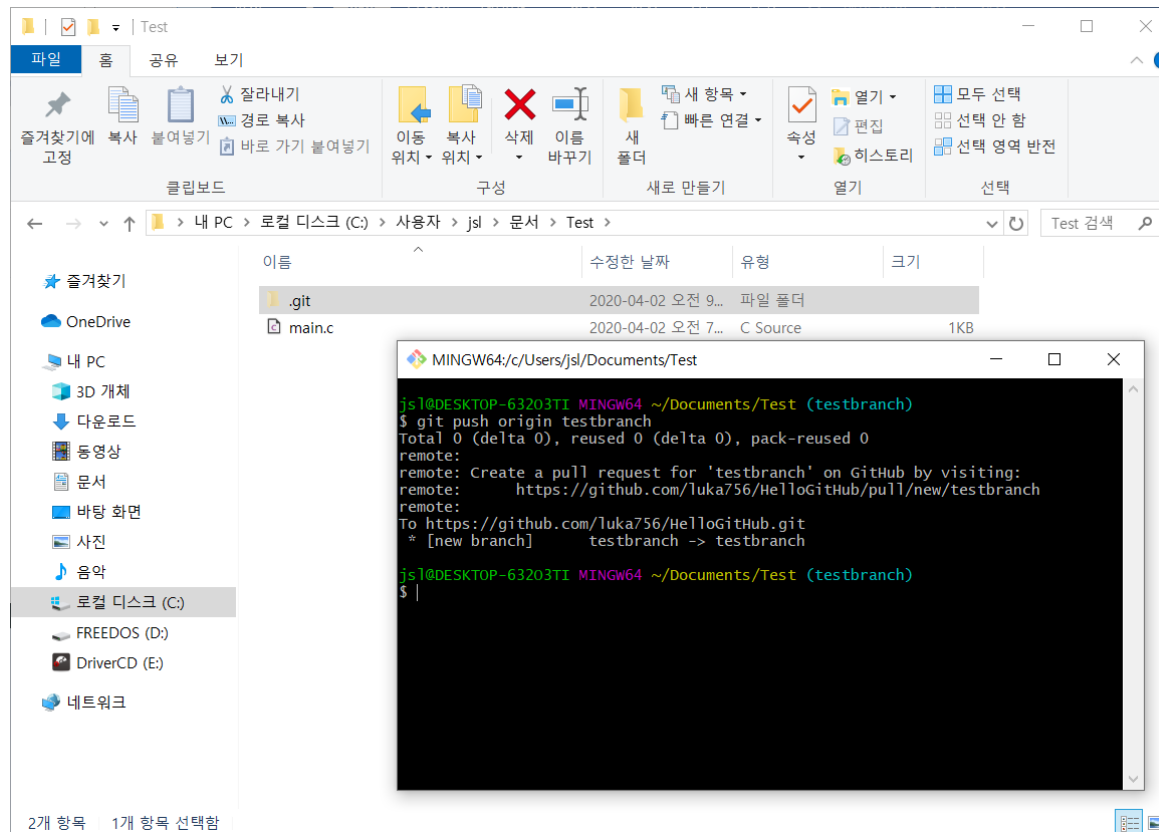 Test
파일 홈 공유 보기
즐겨찾기에 고정
복사
붙여넣기
잘라내기
경로 복사
바로 가기 붙여넣기
클립보드
이동 위치
복사 위치
삭제
이름 바꾸기
구성
새 폴더
새 항목
빠른 연결
새로 만들기
속성
열기
편집
히스토리
열기
모두 선택
선택 안 함
선택 영역 반전
선택
내 PC > 로컬 디스크 (C:) > 사용자 > jsl > 문서 > Test >
Test 검색
즐겨찾기
OneDrive
내 PC
3D 개체
다운로드
동영상
문서
바탕 화면
사진
음악
로컬 디스크 (C:)
FREEDOS (D:)
DriverCD (E:)
네트워크
이름 수정한 날짜 유형 크기
.git 2020-04-02 오전 9... 파일 폴더
main.c 2020-04-02 오전 7... C Source 1KB
MINGW64:/c/Users/jsl/Documents/Test
jsl@DESKTOP-632O3TI MINGW64 ~/Documents/Test (testbranch)
$ git push origin testbranch
Total 0 (delta 0), reused 0 (delta 0), pack-reused 0
remote:
remote: Create a pull request for 'testbranch' on GitHub by visiting:
remote:      https://github.com/luka756/HelloGitHub/pull/new/testbranch
remote:
To https://github.com/luka756/HelloGitHub.git
 * [new branch]      testbranch -> testbranch
jsl@DESKTOP-632O3TI MINGW64 ~/Documents/Test (testbranch)
$
2개 항목 1개 항목 선택함